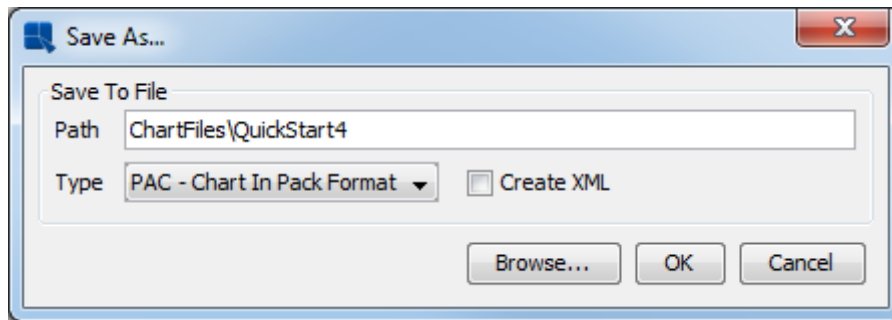 Save As...
Save To File
Path ChartFiles\QuickStart4
Type PAC - Chart In Pack Format Create XML
Browse... OK Cancel